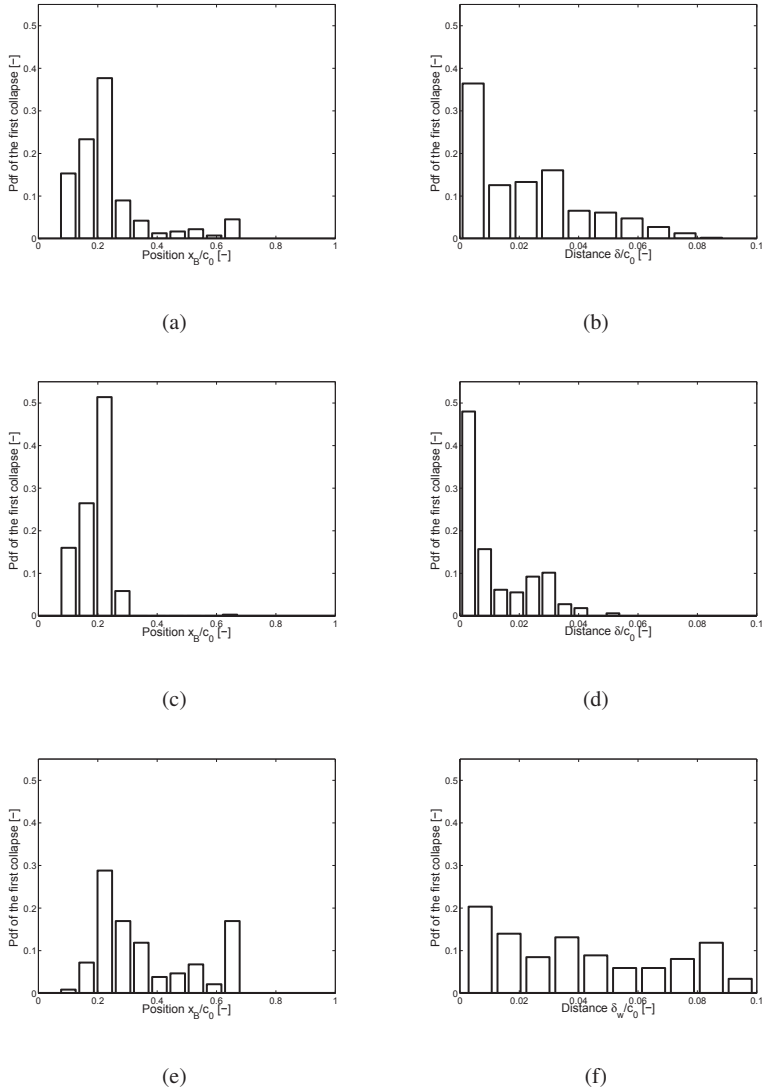 0.5
0.4
0.3
0.2
0.1
0
Pdf of the first collapse [−]
0 0.2 0.4 0.6 0.8 1
Position x_B/c_0 [−]
(a)
0.5
0.4
0.3
0.2
0.1
0
Pdf of the first collapse [−]
0 0.02 0.04 0.06 0.08 0.1
Distance δ/c_0 [−]
(b)
0.5
0.4
0.3
0.2
0.1
0
Pdf of the first collapse [−]
0 0.2 0.4 0.6 0.8 1
Position x_B/c_0 [−]
(c)
0.5
0.4
0.3
0.2
0.1
0
Pdf of the first collapse [−]
0 0.02 0.04 0.06 0.08 0.1
Distance δ/c_0 [−]
(d)
0.5
0.4
0.3
0.2
0.1
0
Pdf of the first collapse [−]
0 0.2 0.4 0.6 0.8 1
Position x_B/c_0 [−]
(e)
0.5
0.4
0.3
0.2
0.1
0
Pdf of the first collapse [−]
0 0.02 0.04 0.06 0.08 0.1
Distance δ_w/c_0 [−]
(f)